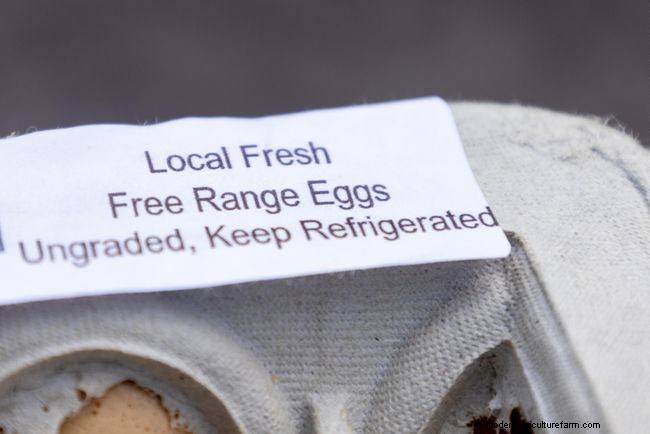 Local Fresh
Free Range Eggs
Ungraded, Keep Refrigerated